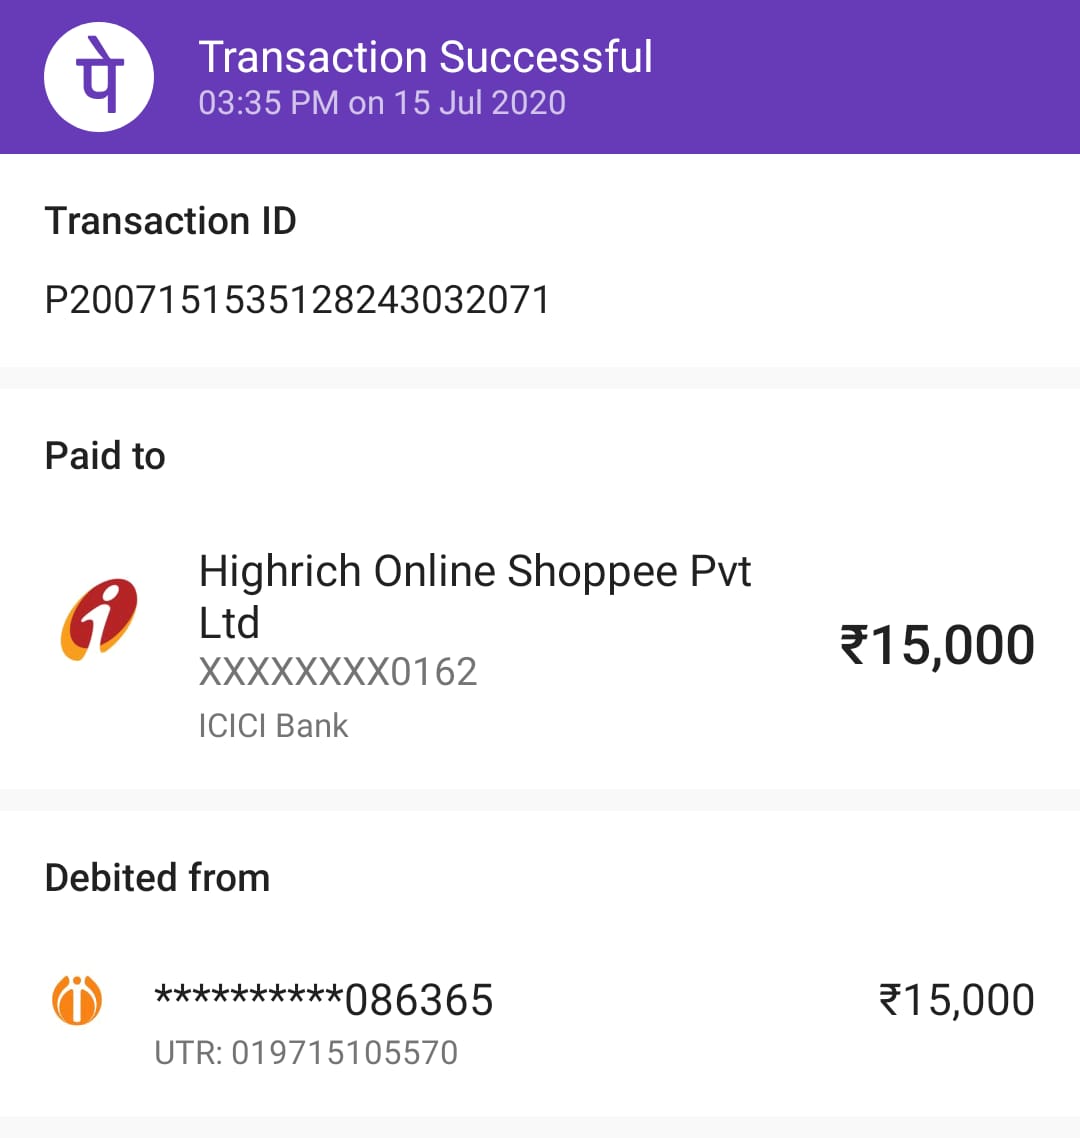 पे
Transaction Successful
03:35 PM on 15 Jul 2020
Transaction ID
P2007151535128243032071
Paid to
Highrich Online Shoppee Pvt
Ltd
₹15,000
XXXXXXXX0162
ICICI Bank
Debited from
**********086365
₹15,000
UTR: 019715105570